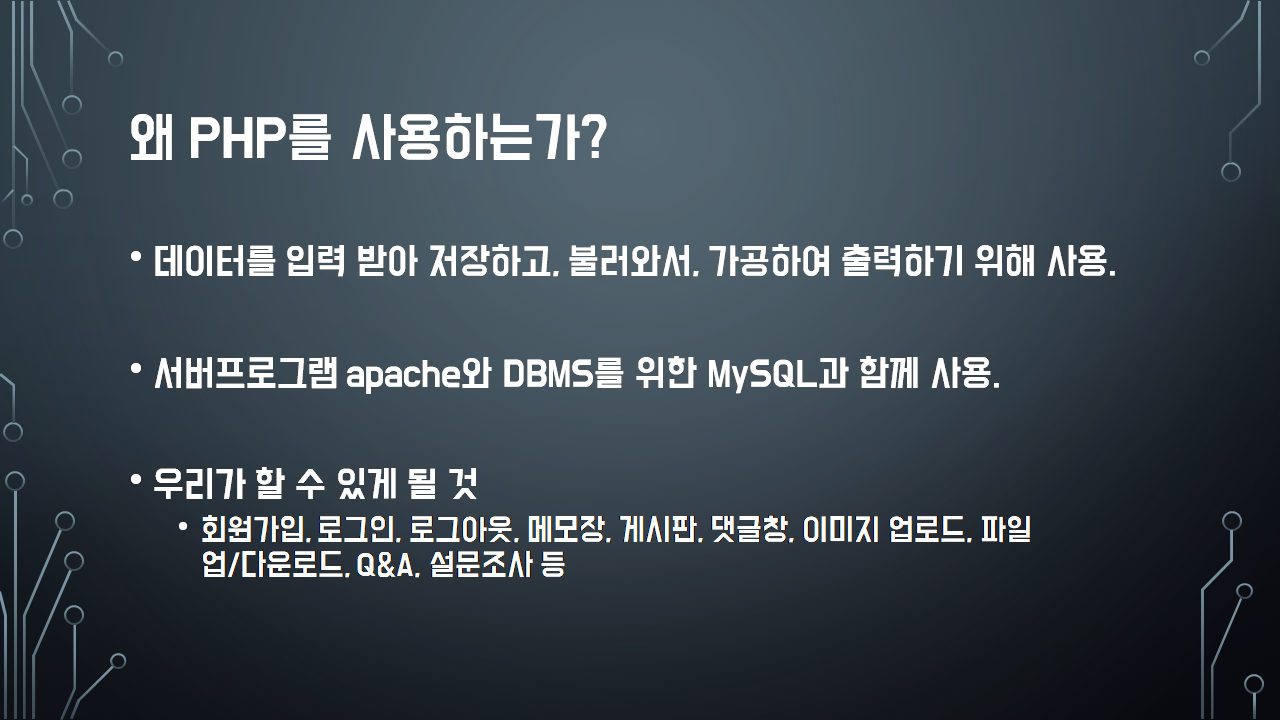 왜 PHP를 사용하는가?
• 데이터를 입력 받아 저장하고, 불러와서, 가공하여 출력하기 위해 사용.
• 서버프로그램 apache와 DBMS를 위한 MySQL과 함께 사용.
• 우리가 할 수 있게 될 것
• 회원가입, 로그인, 로그아웃, 메모장, 게시판, 댓글창, 이미지 업로드, 파일
업/다운로드, Q&A, 설문조사 등